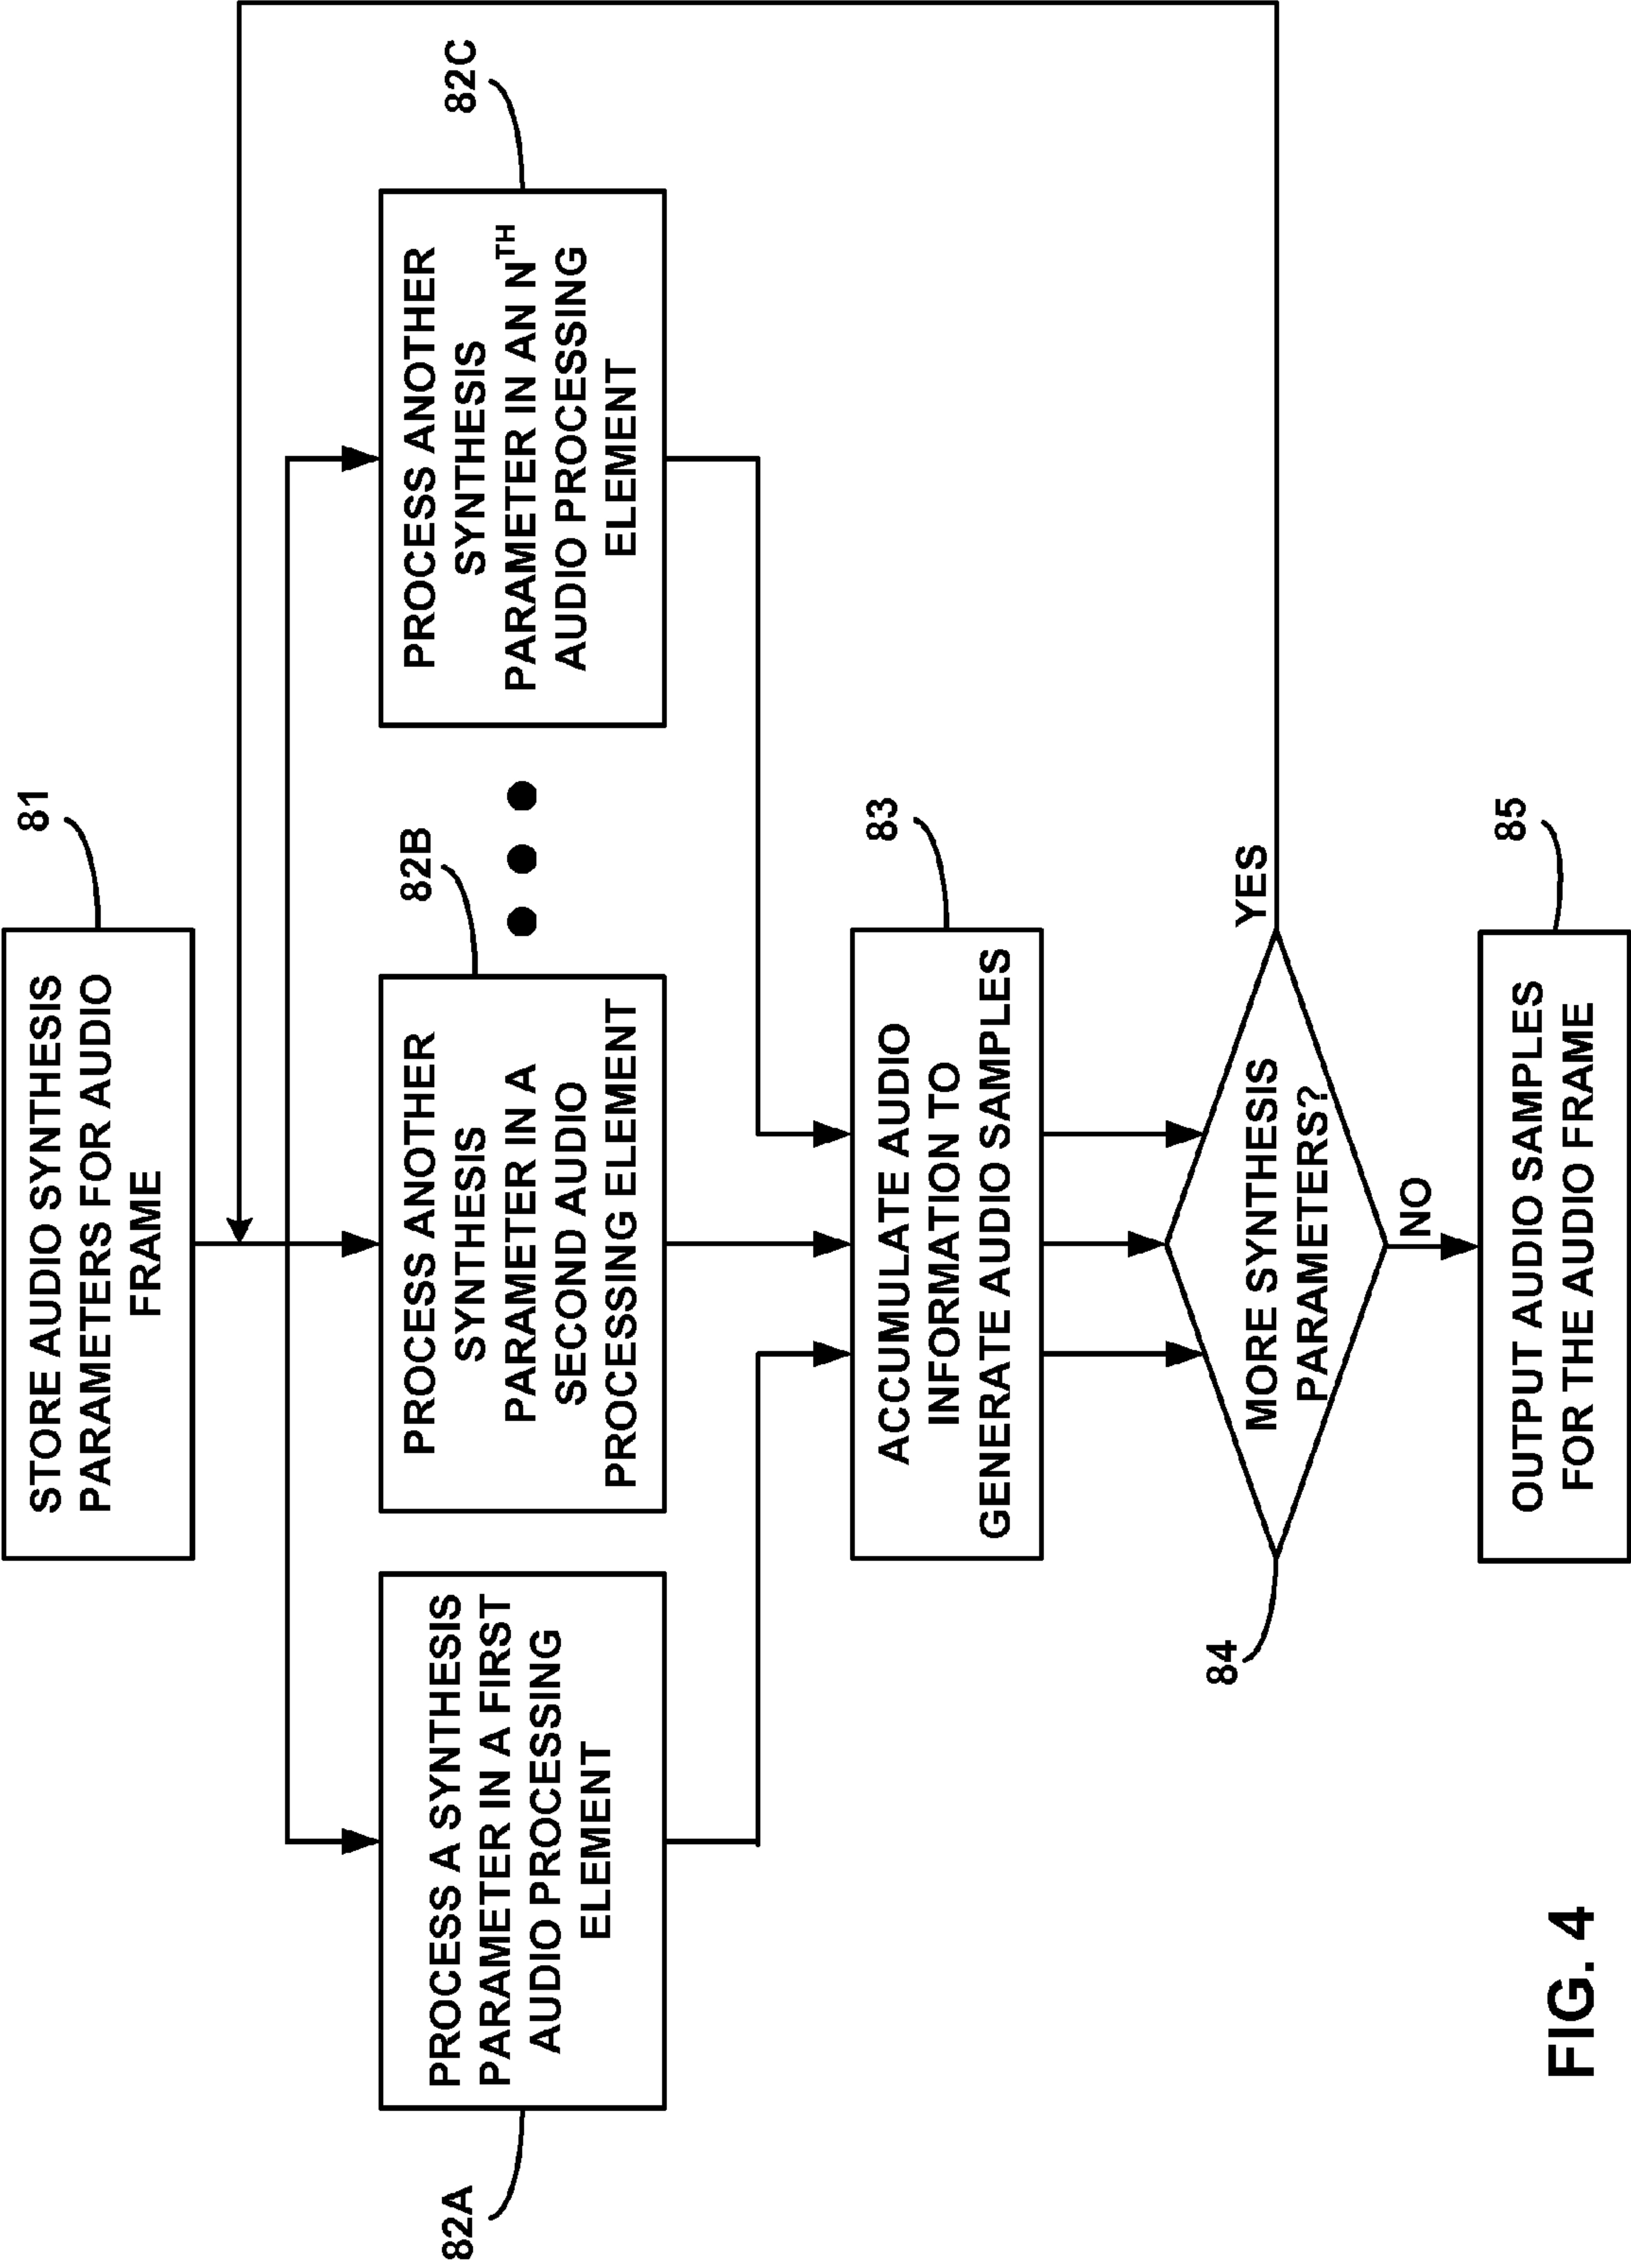 81
STORE AUDIO SYNTHESIS
PARAMETERS FOR AUDIO
FRAME
82A
PROCESS A SYNTHESIS
PARAMETER IN A FIRST
AUDIO PROCESSING
ELEMENT
82B
PROCESS ANOTHER
SYNTHESIS
PARAMETER IN A
SECOND AUDIO
PROCESSING ELEMENT
82C
PROCESS ANOTHER
SYNTHESIS
PARAMETER IN AN NTH
AUDIO PROCESSING
ELEMENT
83
ACCUMULATE AUDIO
INFORMATION TO
GENERATE AUDIO SAMPLES
84
MORE SYNTHESIS
PARAMETERS?
YES
NO
85
OUTPUT AUDIO SAMPLES
FOR THE AUDIO FRAME
FIG. 4